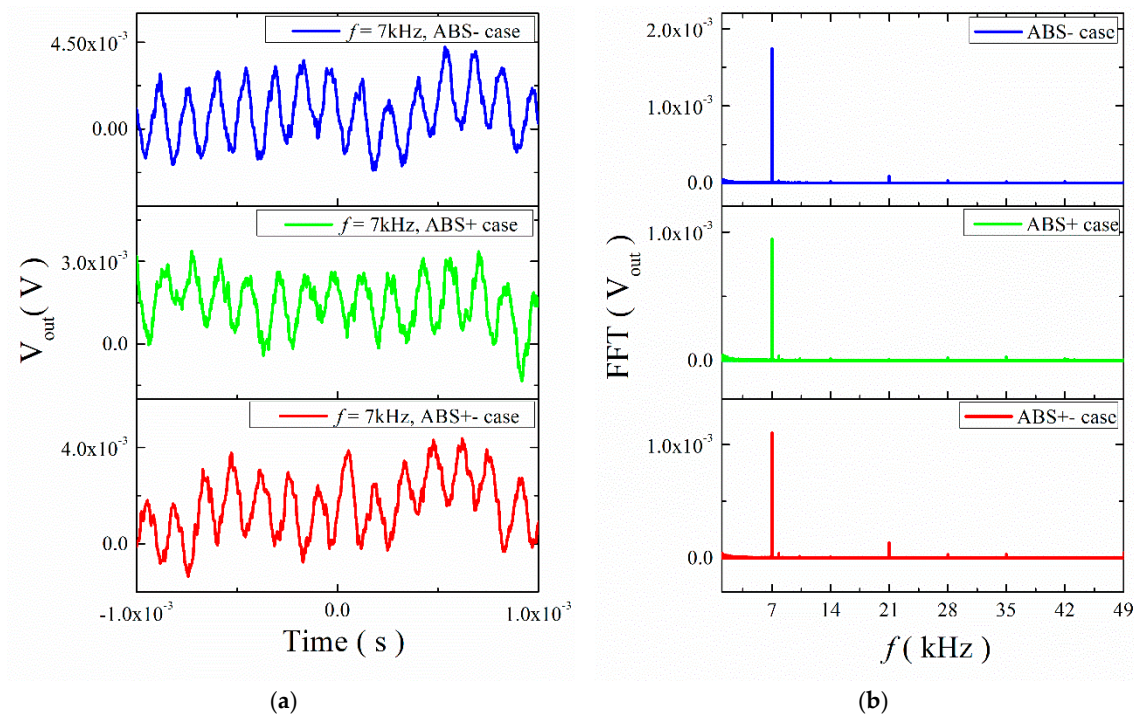 f = 7kHz, ABS- case
4.50x10⁻³
0.00
f = 7kHz, ABS+ case
3.0x10⁻³
0.0
f = 7kHz, ABS+- case
4.0x10⁻³
0.0
-1.0x10⁻³ 0.0 1.0x10⁻³
V_out ( V )
Time ( s )
(a)
ABS- case
2.0x10⁻³
1.0x10⁻³
0.0
ABS+ case
1.0x10⁻³
0.0
ABS+- case
1.0x10⁻³
0.0
7 14 21 28 35 42 49
FFT ( V_out )
f ( kHz )
(b)